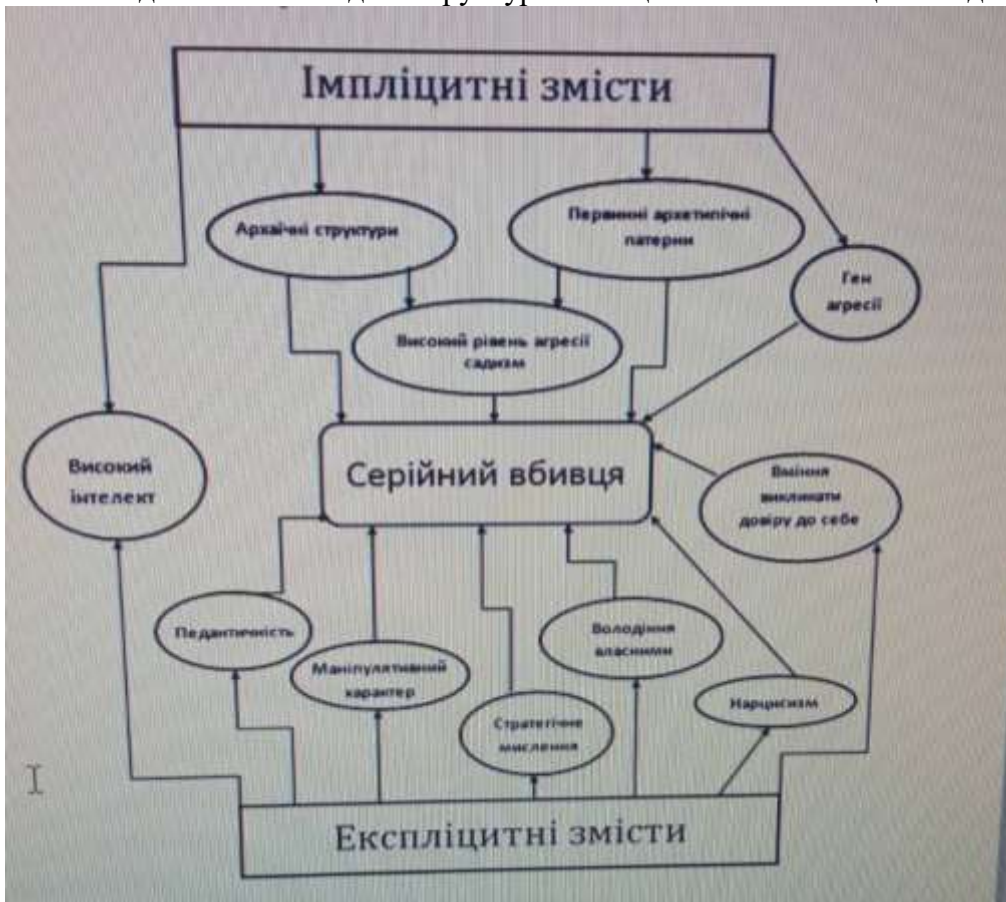 Імпліцитні змісти
Архаїчні структури
Первинні архетипічні
патерни
Ген
агресії
Високий рівень агресії
садизм
Високий
інтелект
Серійний вбивця
Вміння
викликати
довіру до себе
Педантичність
Маніпулятивний
характер
Стратегічне
мислення
Володіння
власними
Нарцисизм
Експліцитні змісти